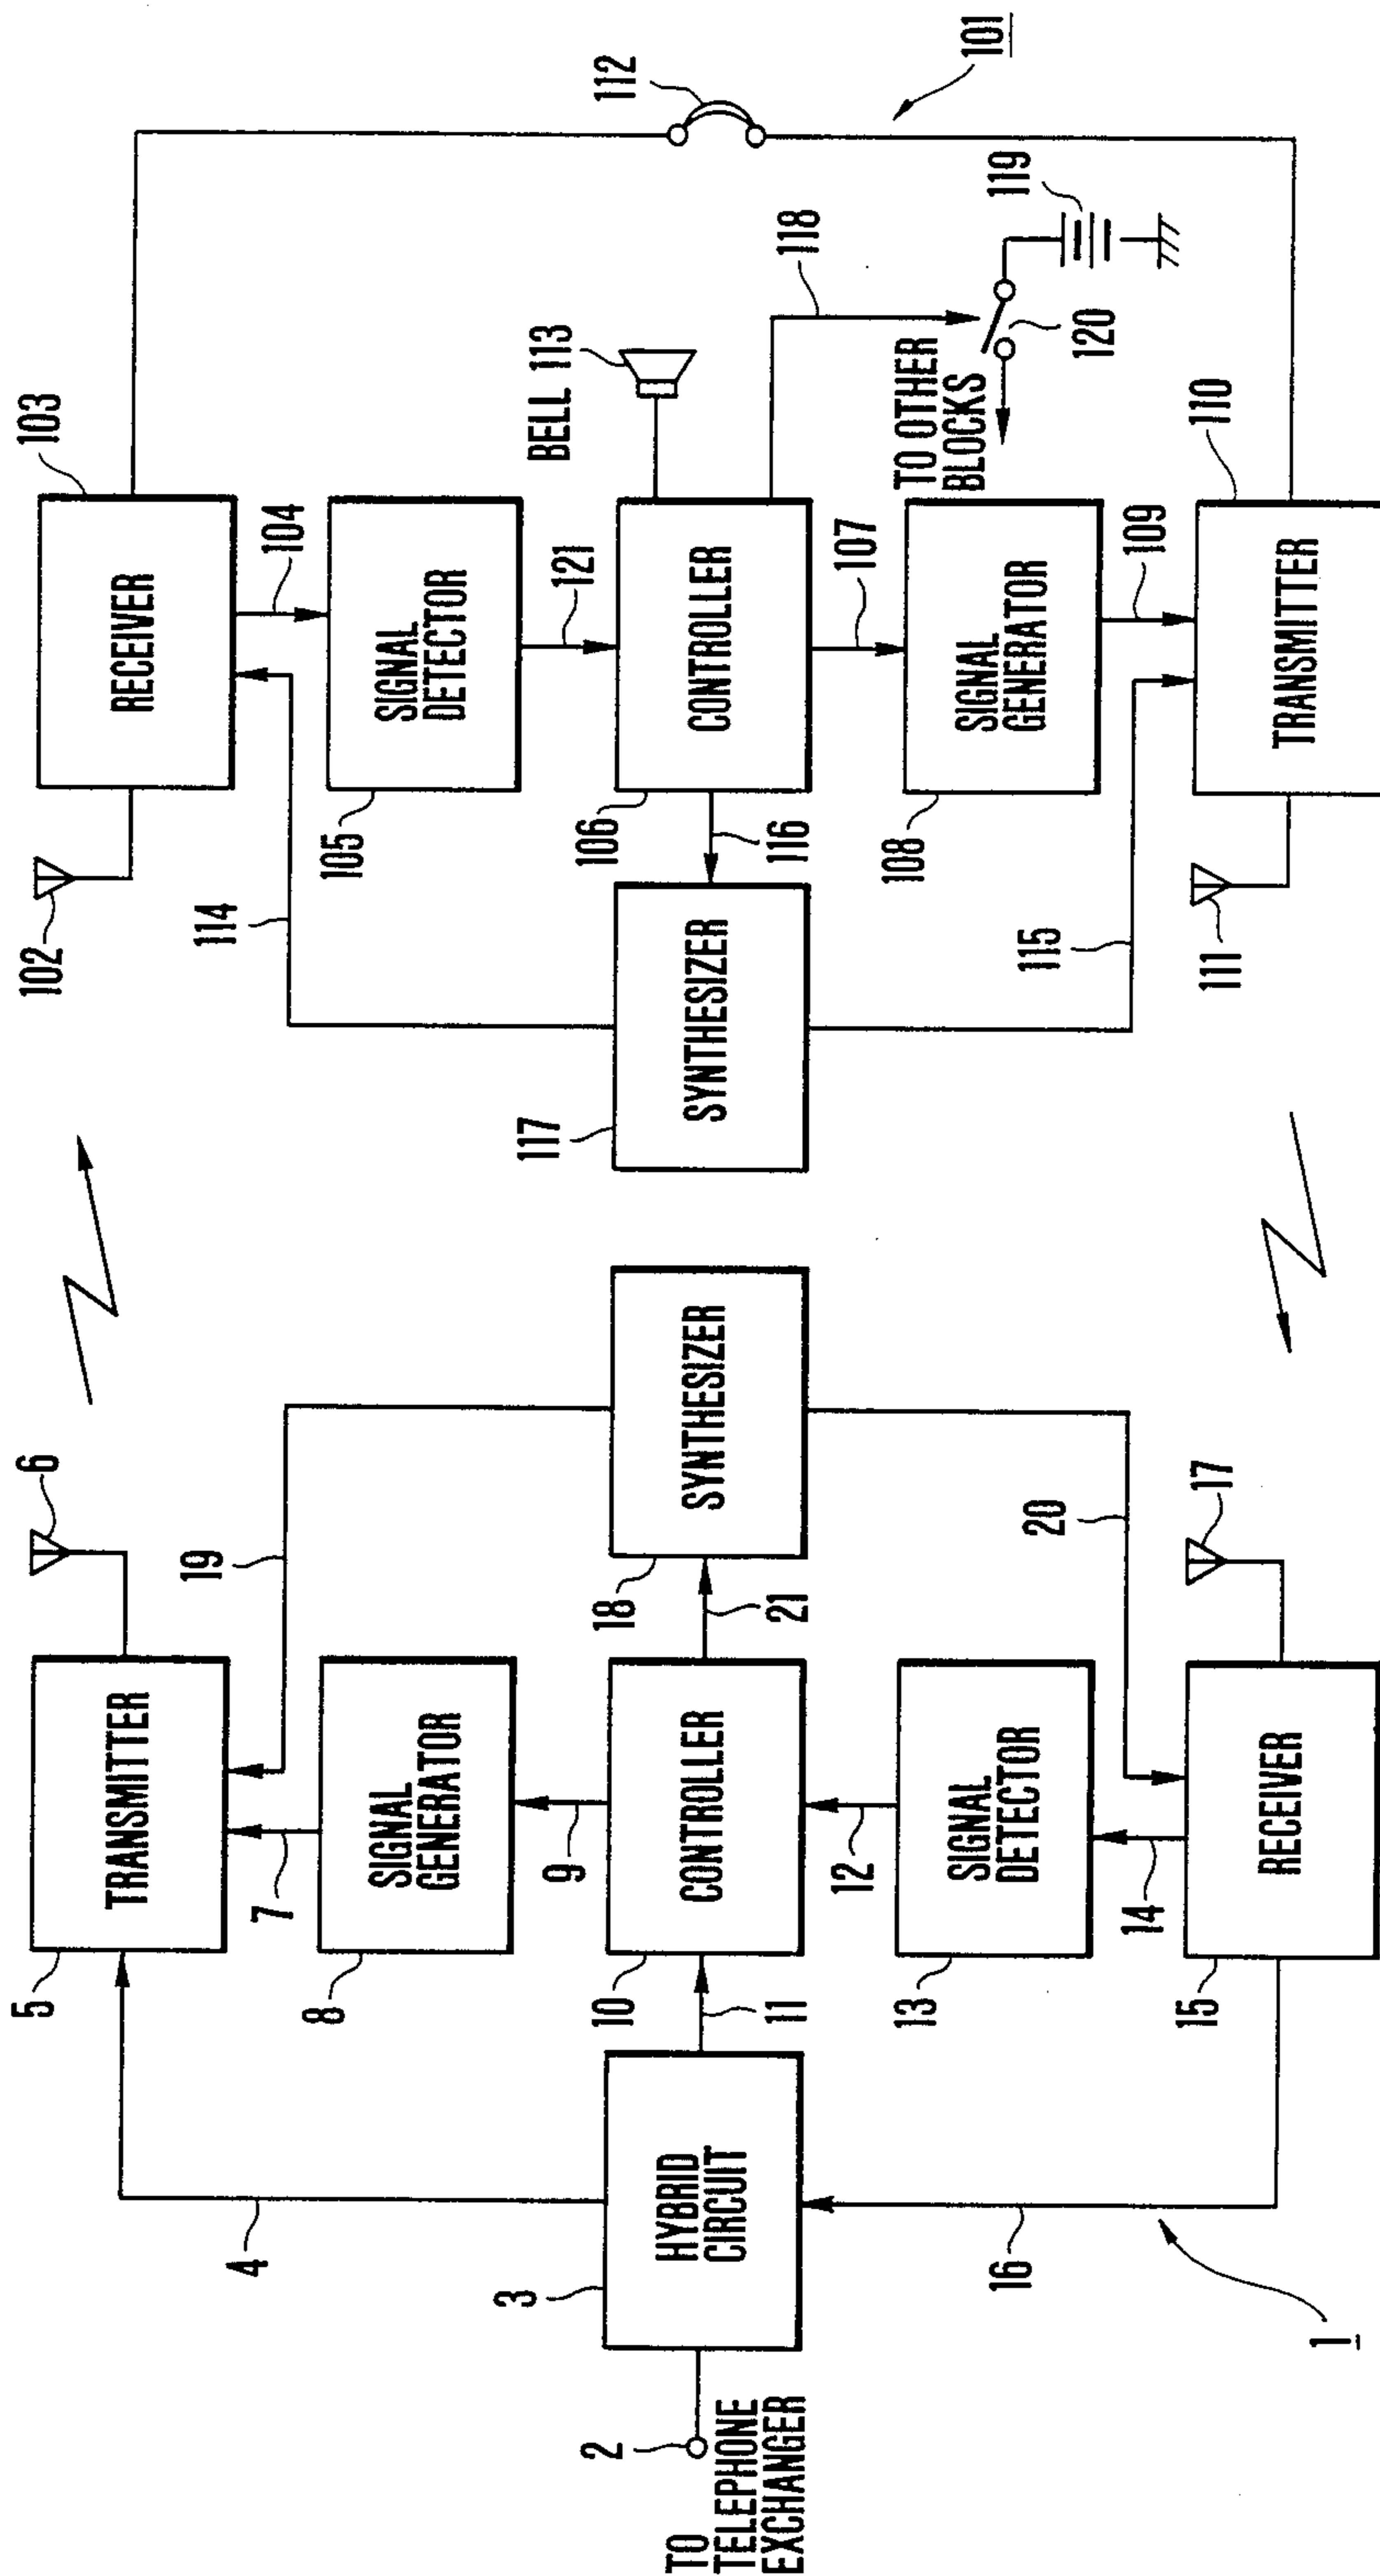 TO
TELEPHONE
EXCHANGER
2
3
HYBRID
CIRCUIT
4
16
1
5
TRANSMITTER
6
7
19
8
SIGNAL
GENERATOR
9
10
CONTROLLER
11
21
18
SYNTHESIZER
12
13
SIGNAL
DETECTOR
20
14
15
RECEIVER
17
102
103
RECEIVER
114
104
105
SIGNAL
DETECTOR
121
117
SYNTHESIZER
116
106
CONTROLLER
BELL 113
118
107
108
SIGNAL
GENERATOR
TO OTHER
BLOCKS
120
119
109
115
111
TRANSMITTER
110
112
101